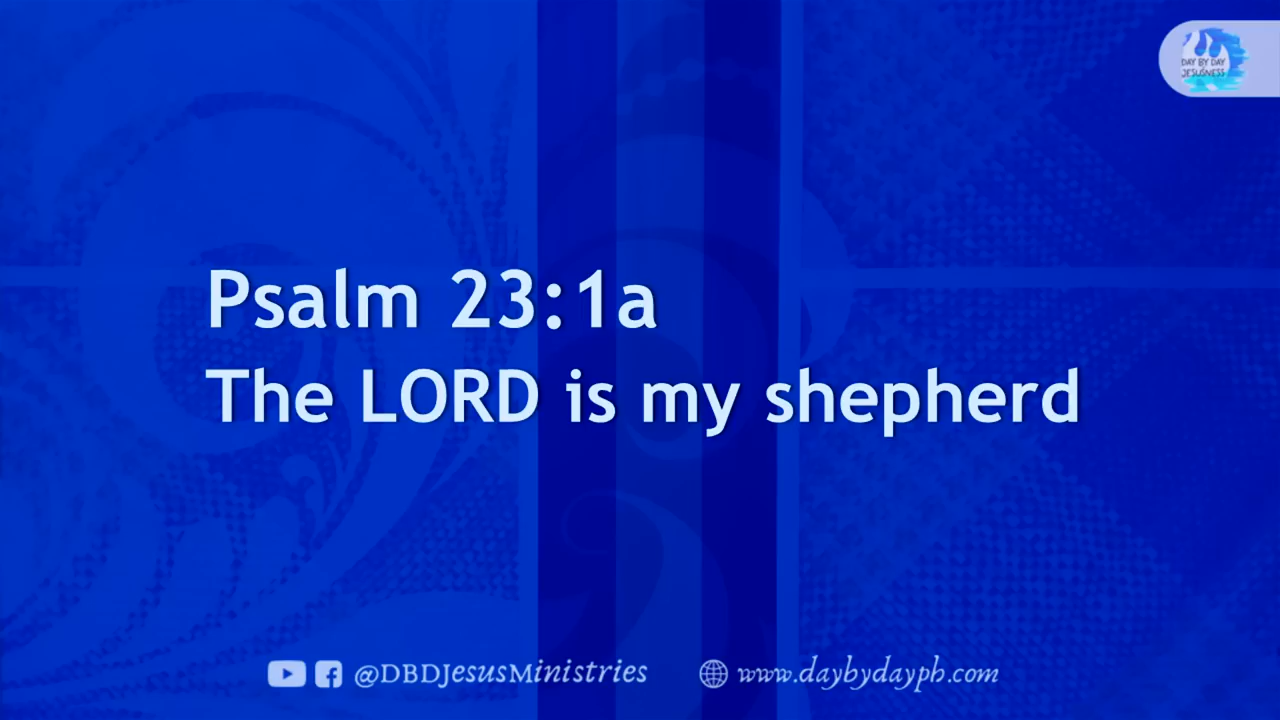 DAY BY DAY
JESUSNESS
Psalm 23:1a
The LORD is my shepherd
@DBDJesusMinistries
www.daybydayph.com